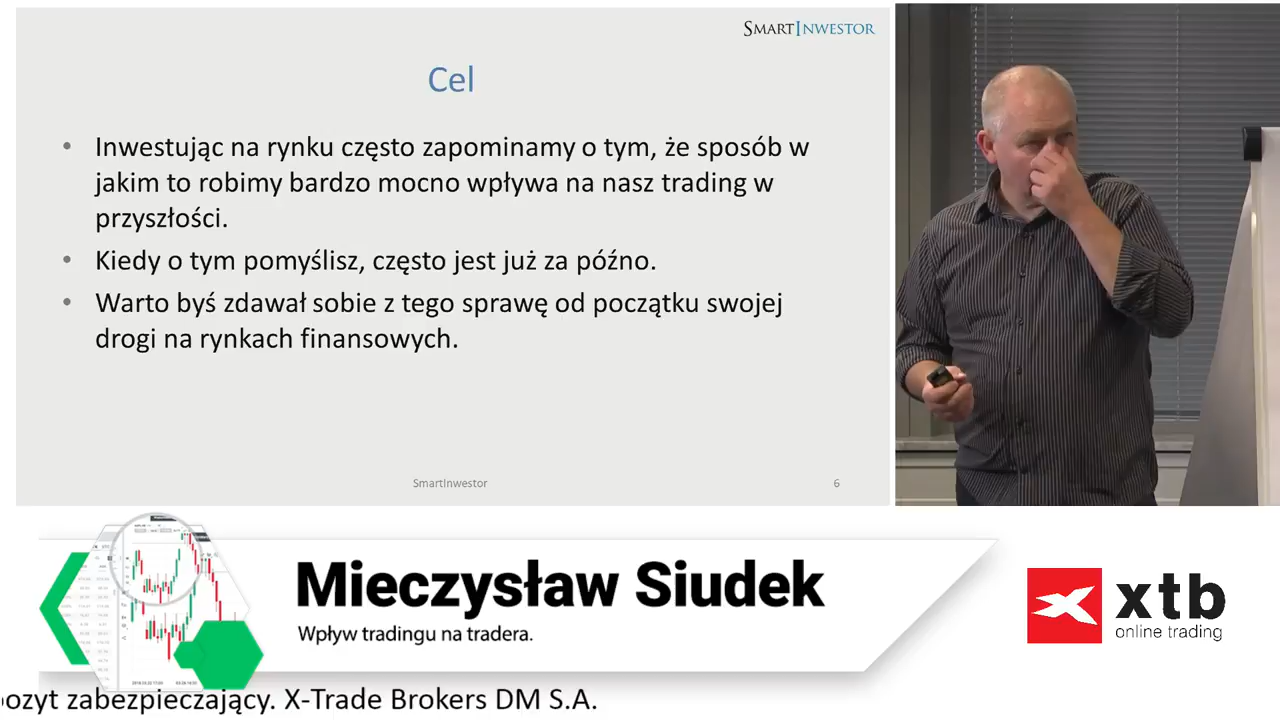 SMARTINWESTOR
Cel
• Inwestując na rynku często zapominamy o tym, że sposób w
jakim to robimy bardzo mocno wpływa na nasz trading w
przyszłości.
• Kiedy o tym pomyślisz, często jest już za późno.
• Warto byś zdawał sobie z tego sprawę od początku swojej
drogi na rynkach finansowych.
SmartInwestor
6
Mieczysław Siudek
Wpływ tradingu na tradera.
xtb
online trading
ozyt zabezpieczający. X-Trade Brokers DM S.A.